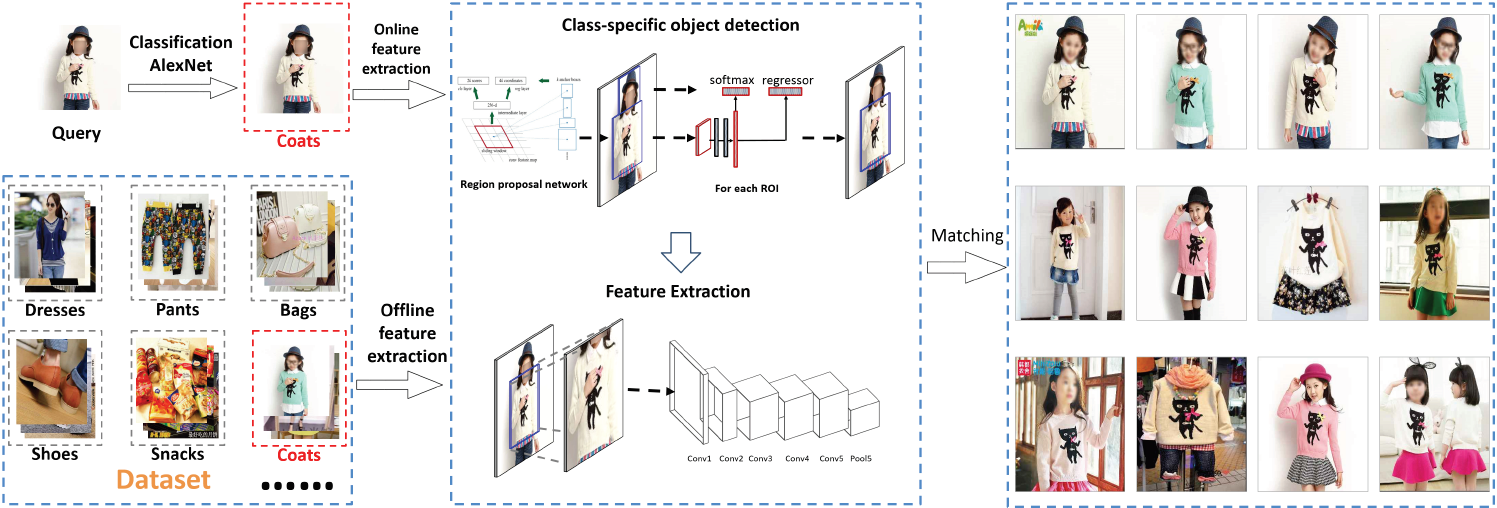 Classification
AlexNet
Query
Coats
Online
feature
extraction
Dresses
Pants
Bags
Shoes
Snacks
Coats
Dataset
......
Offline
feature
extraction
Class-specific object detection
2k scores
4k coordinates
k anchor boxes
cls layer
reg layer
256-d
intermediate layer
sliding window
conv feature map
Region proposal network
softmax
regressor
For each ROI
Feature Extraction
Conv1
Conv2
Conv3
Conv4
Conv5
Pool5
Matching